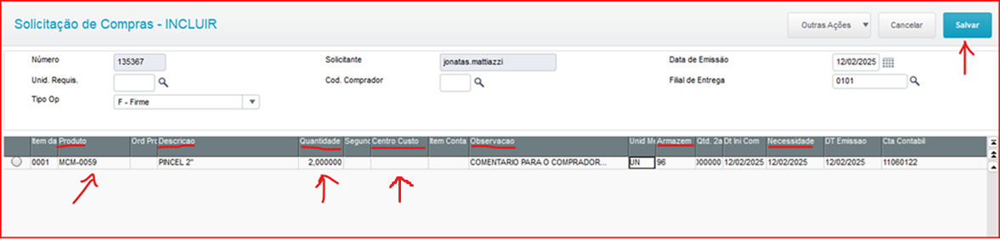 Solicitação de Compras - INCLUIR
Outras Ações
Cancelar
Salvar
Número 135367 Solicitante jonatas.mattiazzi Data de Emissão 12/02/2025
Unid. Requis. Cod. Comprador Filial de Entrega 0101
Tipo Op F - Firme
Item da Produto Ord Pro Descricao Quantidade Segund Centro Custo Item Conta Observacao Unid Me Armazem Qtd. 2a Dt Ini Com Necessidade DT Emissao Cta Contabil
0001 MCM-0059 PINCEL 2" 2,000000 COMENTARIO PARA O COMPRADOR... UN 96 000000 12/02/2025 12/02/2025 12/02/2025 11060122